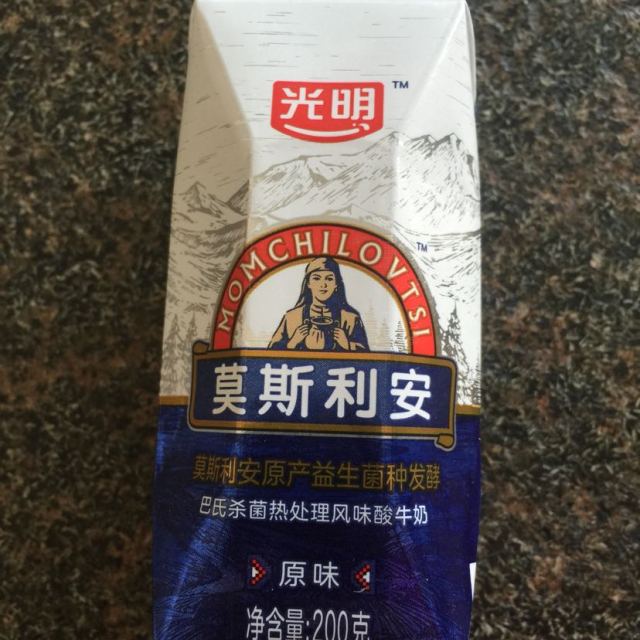 光明 TM
MOMCHILOVTSI TM
莫斯利安
莫斯利安原产益生菌种发酵
巴氏杀菌热处理风味酸牛奶
原味
净含量:200克